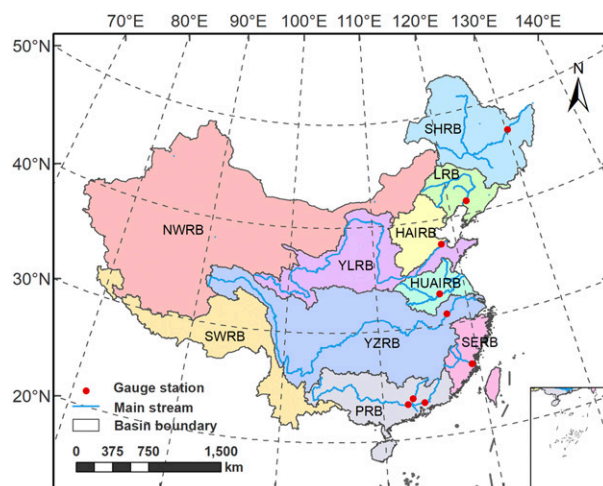 70°E 80°E 90°E 100°E 110°E 120°E 130°E 140°E
50°N
40°N
30°N
20°N
N
SHRB
LRB
HAIRB
NWRB
YLRB
HUAIRB
SWRB
YZRB
SERB
PRB
Gauge station
Main stream
Basin boundary
0 375 750 1,500
km